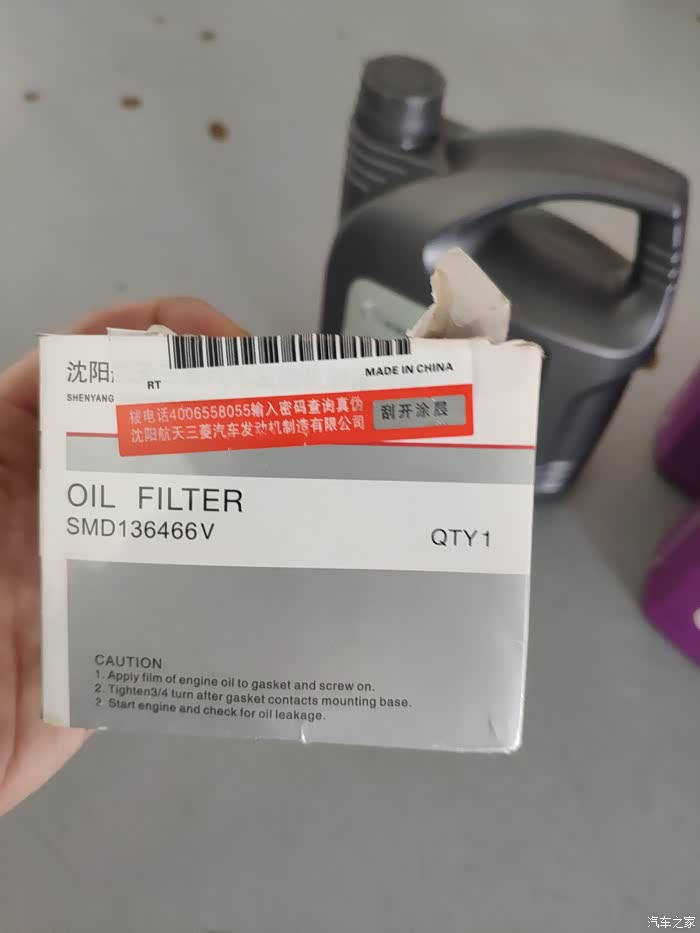 沈阳
SHENYANG
RT
MADE IN CHINA
拨电话4006558055输入密码查询真伪
刮开涂层
沈阳航天三菱汽车发动机制造有限公司
OIL FILTER
SMD136466V
QTY1
CAUTION
1. Apply film of engine oil to gasket and screw on.
2. Tighten3/4 turn after gasket contacts mounting base.
2. Start engine and check for oil leakage.
汽车之家